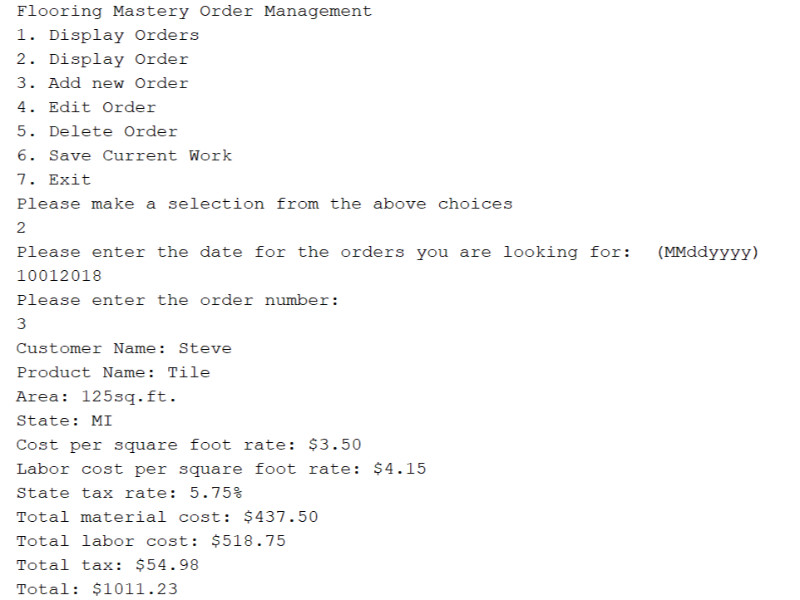 Flooring Mastery Order Management
1. Display Orders
2. Display Order
3. Add new Order
4. Edit Order
5. Delete Order
6. Save Current Work
7. Exit
Please make a selection from the above choices
2
Please enter the date for the orders you are looking for:  (MMddyyyy)
10012018
Please enter the order number:
3
Customer Name: Steve
Product Name: Tile
Area: 125sq.ft.
State: MI
Cost per square foot rate: $3.50
Labor cost per square foot rate: $4.15
State tax rate: 5.75%
Total material cost: $437.50
Total labor cost: $518.75
Total tax: $54.98
Total: $1011.23